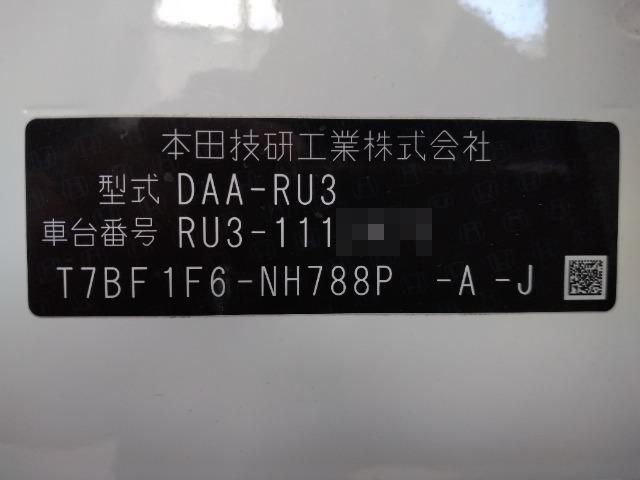 本田技研工業株式会社
型式 DAA-RU3
車台番号 RU3-111
T7BF1F6-NH788P -A-J